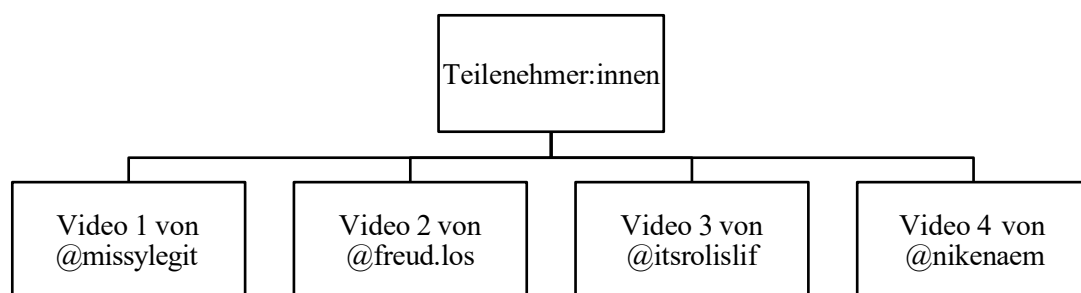 Teilenehmer:innen
Video 1 von
@missylegit
Video 2 von
@freud.los
Video 3 von
@itsrolislif
Video 4 von
@nikenaem